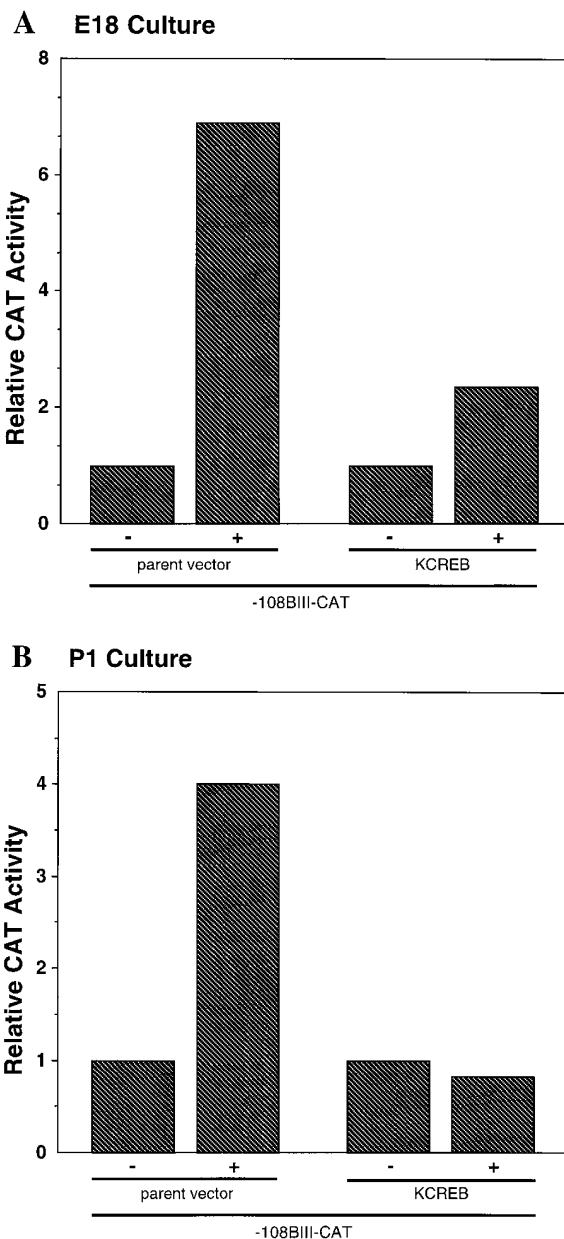 A E18 Culture
Relative CAT Activity
8
6
4
2
0
- + - +
parent vector KCREB
-108BIII-CAT
B P1 Culture
Relative CAT Activity
5
4
3
2
1
0
- + - +
parent vector KCREB
-108BIII-CAT